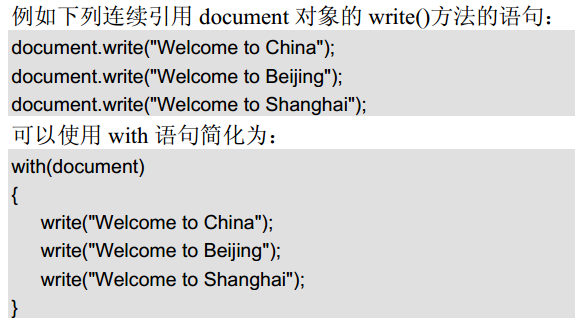 例如下列连续引用 document 对象的 write()方法的语句：
document.write("Welcome to China");
document.write("Welcome to Beijing");
document.write("Welcome to Shanghai");
可以使用 with 语句简化为：
with(document)
{
write("Welcome to China");
write("Welcome to Beijing");
write("Welcome to Shanghai");
}